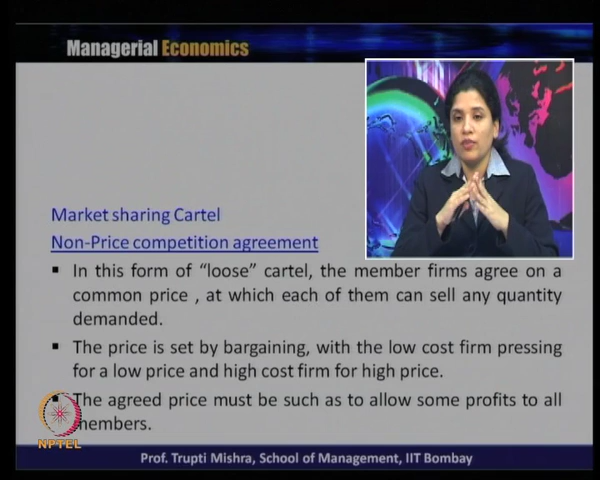 Managerial Economics
Market sharing Cartel
Non-Price competition agreement
▪ In this form of “loose” cartel, the member firms agree on a
common price , at which each of them can sell any quantity
demanded.
▪ The price is set by bargaining, with the low cost firm pressing
for a low price and high cost firm for high price.
▪ The agreed price must be such as to allow some profits to all
members.
NPTEL
Prof. Trupti Mishra, School of Management, IIT Bombay